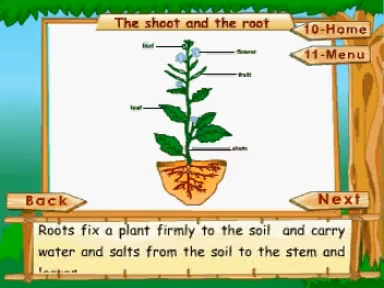 The shoot and the root
10-Home
11-Menu
bud
flower
fruit
leaf
stem
Back
Next
Roots fix a plant firmly to the soil and carry
water and salts from the soil to the stem and